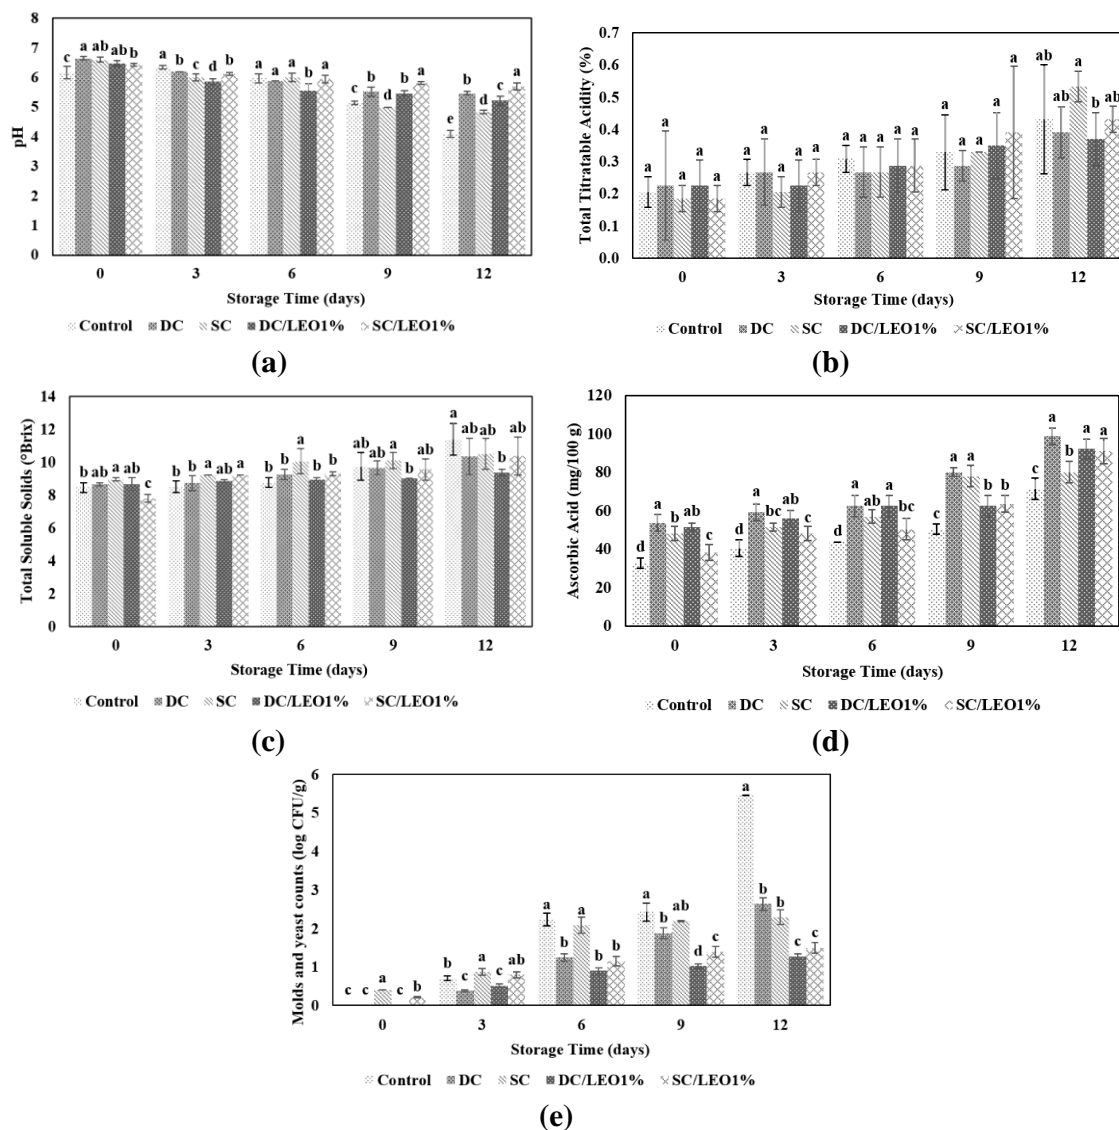 8
7
6
5
4
3
2
1
0
pH
c a ab ab b
a b c d b
a a a b a
c b d b a
e b d c a
0 3 6 9 12
Storage Time (days)
Control DC SC DC/LEO1% SC/LEO1%
(a)
0.7
0.6
0.5
0.4
0.3
0.2
0.1
0.0
Total Titratable Acidity (%)
a a a a a
a a a a a
a a a a a
a a a a a
ab ab a b ab
0 3 6 9 12
Storage Time (days)
Control DC SC DC/LEO1% SC/LEO1%
(b)
14
12
10
8
6
4
2
0
Total Soluble Solids (°Brix)
b ab a ab c
b b a ab a
b b a b b
ab ab a b ab
a ab ab b ab
0 3 6 9 12
Storage Time (days)
Control DC SC DC/LEO1% SC/LEO1%
(c)
120
100
80
60
40
20
0
Ascorbic Acid (mg/100 g)
d a b ab c
d a bc ab c
d a ab a bc
c a a b b
c a b a a
0 3 6 9 12
Storage Time (days)
Control DC SC DC/LEO1% SC/LEO1%
(d)
6
5
4
3
2
1
0
Molds and yeast counts (log CFU/g)
c c a c b
b c a c ab
a b a b b
a b ab d c
a b b c c
0 3 6 9 12
Storage Time (days)
Control DC SC DC/LEO1% SC/LEO1%
(e)